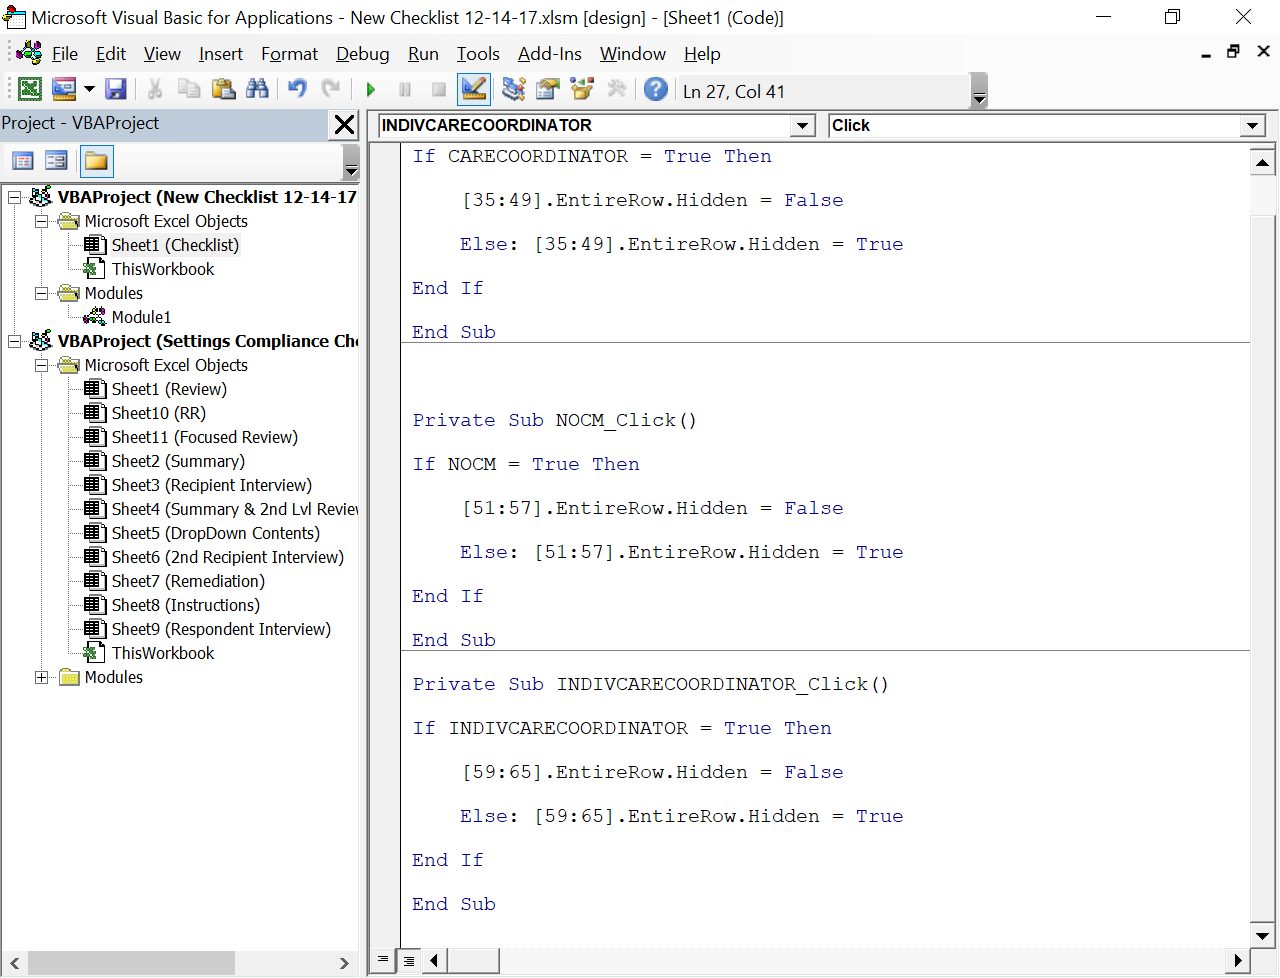 Microsoft Visual Basic for Applications - New Checklist 12-14-17.xlsm [design] - [Sheet1 (Code)]
File Edit View Insert Format Debug Run Tools Add-Ins Window Help
Ln 27, Col 41
Project - VBAProject
VBAProject (New Checklist 12-14-17
Microsoft Excel Objects
Sheet1 (Checklist)
ThisWorkbook
Modules
Module1
VBAProject (Settings Compliance Che
Microsoft Excel Objects
Sheet1 (Review)
Sheet10 (RR)
Sheet11 (Focused Review)
Sheet2 (Summary)
Sheet3 (Recipient Interview)
Sheet4 (Summary & 2nd Lvl Review
Sheet5 (DropDown Contents)
Sheet6 (2nd Recipient Interview)
Sheet7 (Remediation)
Sheet8 (Instructions)
Sheet9 (Respondent Interview)
ThisWorkbook
Modules
INDIVCARECOORDINATOR
Click
If CARECOORDINATOR = True Then
[35:49].EntireRow.Hidden = False
Else: [35:49].EntireRow.Hidden = True
End If
End Sub
Private Sub NOCM_Click()
If NOCM = True Then
[51:57].EntireRow.Hidden = False
Else: [51:57].EntireRow.Hidden = True
End If
End Sub
Private Sub INDIVCARECOORDINATOR_Click()
If INDIVCARECOORDINATOR = True Then
[59:65].EntireRow.Hidden = False
Else: [59:65].EntireRow.Hidden = True
End If
End Sub